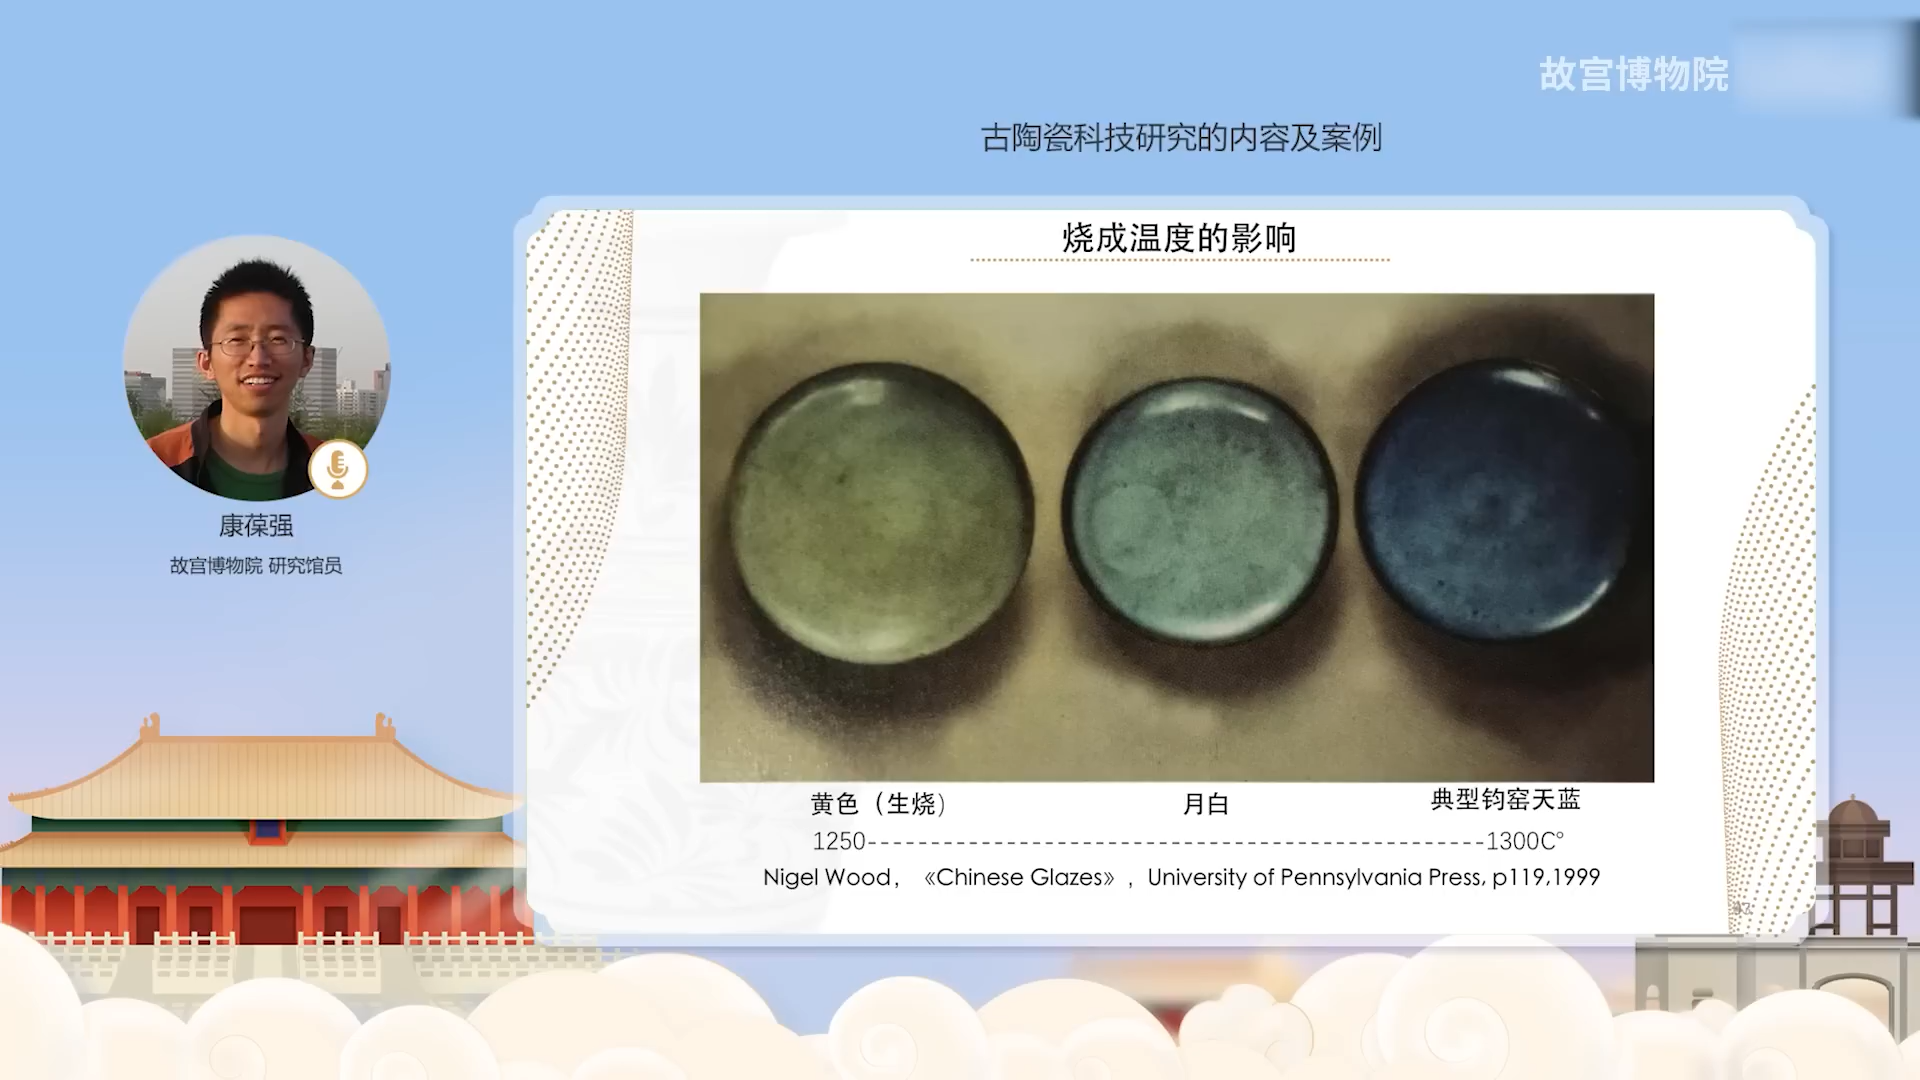 故宫博物院
古陶瓷科技研究的内容及案例
烧成温度的影响
康葆强
故宫博物院 研究馆员
黄色（生烧） 月白 典型钧窑天蓝
1250-------------------------------------------------1300C°
Nigel Wood， 《Chinese Glazes》，University of Pennsylvania Press, p119,1999